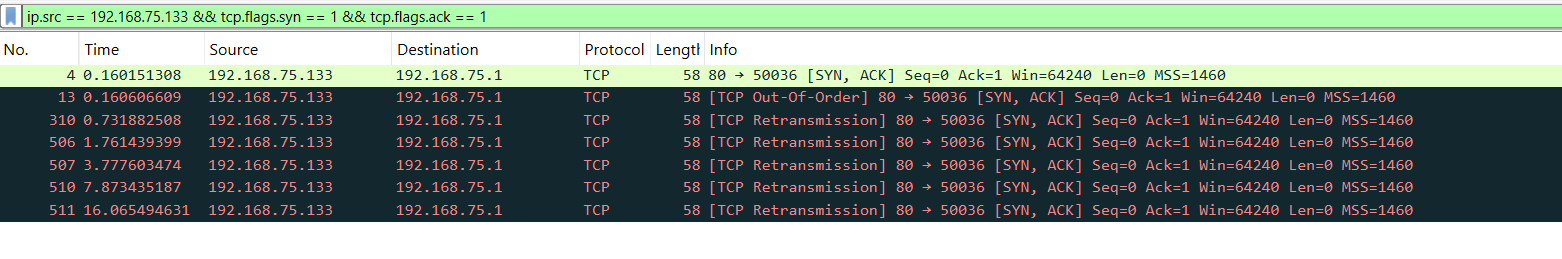 ip.src == 192.168.75.133 && tcp.flags.syn == 1 && tcp.flags.ack == 1
No. Time Source Destination Protocol Length Info
4 0.160151308 192.168.75.133 192.168.75.1 TCP 58 80 → 50036 [SYN, ACK] Seq=0 Ack=1 Win=64240 Len=0 MSS=1460
13 0.160606609 192.168.75.133 192.168.75.1 TCP 58 [TCP Out-Of-Order] 80 → 50036 [SYN, ACK] Seq=0 Ack=1 Win=64240 Len=0 MSS=1460
310 0.731882508 192.168.75.133 192.168.75.1 TCP 58 [TCP Retransmission] 80 → 50036 [SYN, ACK] Seq=0 Ack=1 Win=64240 Len=0 MSS=1460
506 1.761439399 192.168.75.133 192.168.75.1 TCP 58 [TCP Retransmission] 80 → 50036 [SYN, ACK] Seq=0 Ack=1 Win=64240 Len=0 MSS=1460
507 3.777603474 192.168.75.133 192.168.75.1 TCP 58 [TCP Retransmission] 80 → 50036 [SYN, ACK] Seq=0 Ack=1 Win=64240 Len=0 MSS=1460
510 7.873435187 192.168.75.133 192.168.75.1 TCP 58 [TCP Retransmission] 80 → 50036 [SYN, ACK] Seq=0 Ack=1 Win=64240 Len=0 MSS=1460
511 16.065494631 192.168.75.133 192.168.75.1 TCP 58 [TCP Retransmission] 80 → 50036 [SYN, ACK] Seq=0 Ack=1 Win=64240 Len=0 MSS=1460